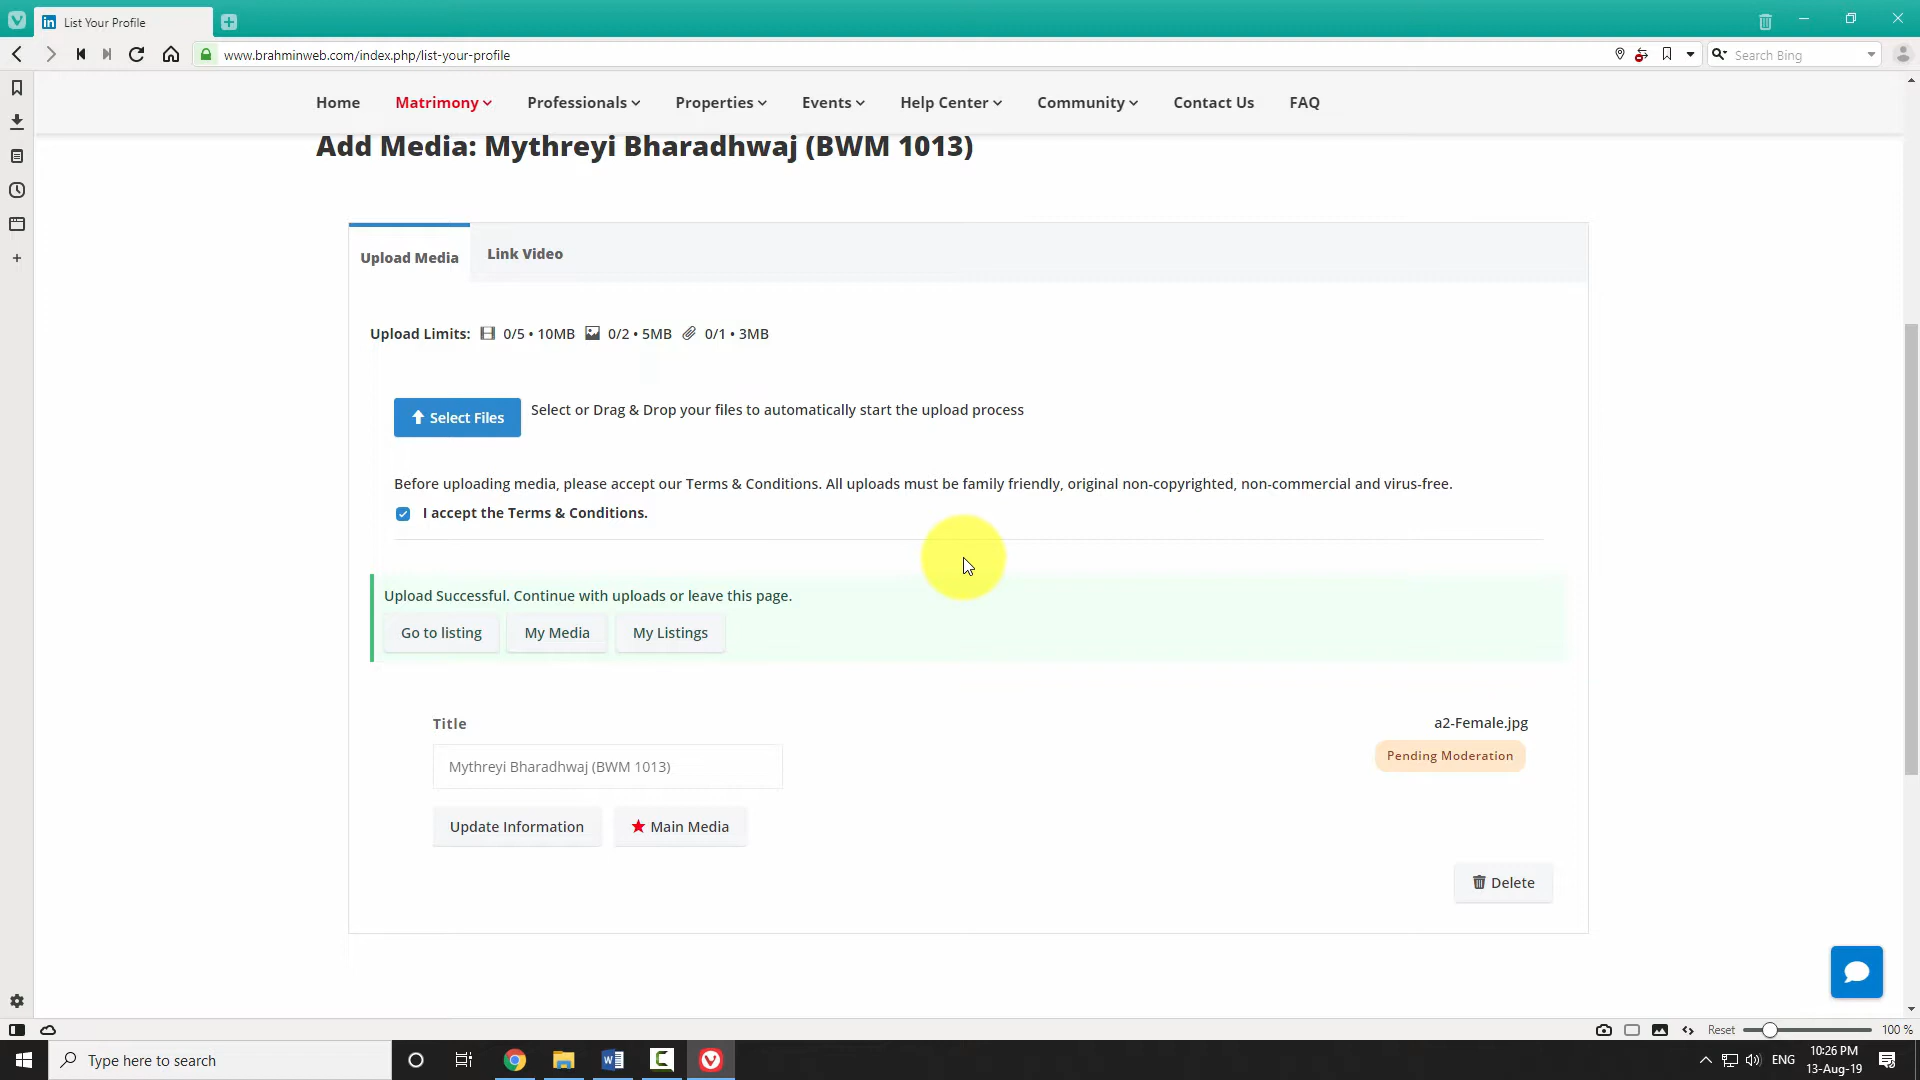 List Your Profile
www.brahminweb.com/index.php/list-your-profile
Search Bing
Home Matrimony Professionals Properties Events Help Center Community Contact Us FAQ
Add Media: Mythreyi Bharadhwaj (BWM 1013)
Upload Media Link Video
Upload Limits: 0/5 • 10MB 0/2 • 5MB 0/1 • 3MB
Select Files Select or Drag & Drop your files to automatically start the upload process
Before uploading media, please accept our Terms & Conditions. All uploads must be family friendly, original non-copyrighted, non-commercial and virus-free.
I accept the Terms & Conditions.
Upload Successful. Continue with uploads or leave this page.
Go to listing My Media My Listings
Title a2-Female.jpg
Pending Moderation
Mythreyi Bharadhwaj (BWM 1013)
Update Information Main Media
Delete
Reset 100 %
Type here to search
ENG
10:26 PM
13-Aug-19